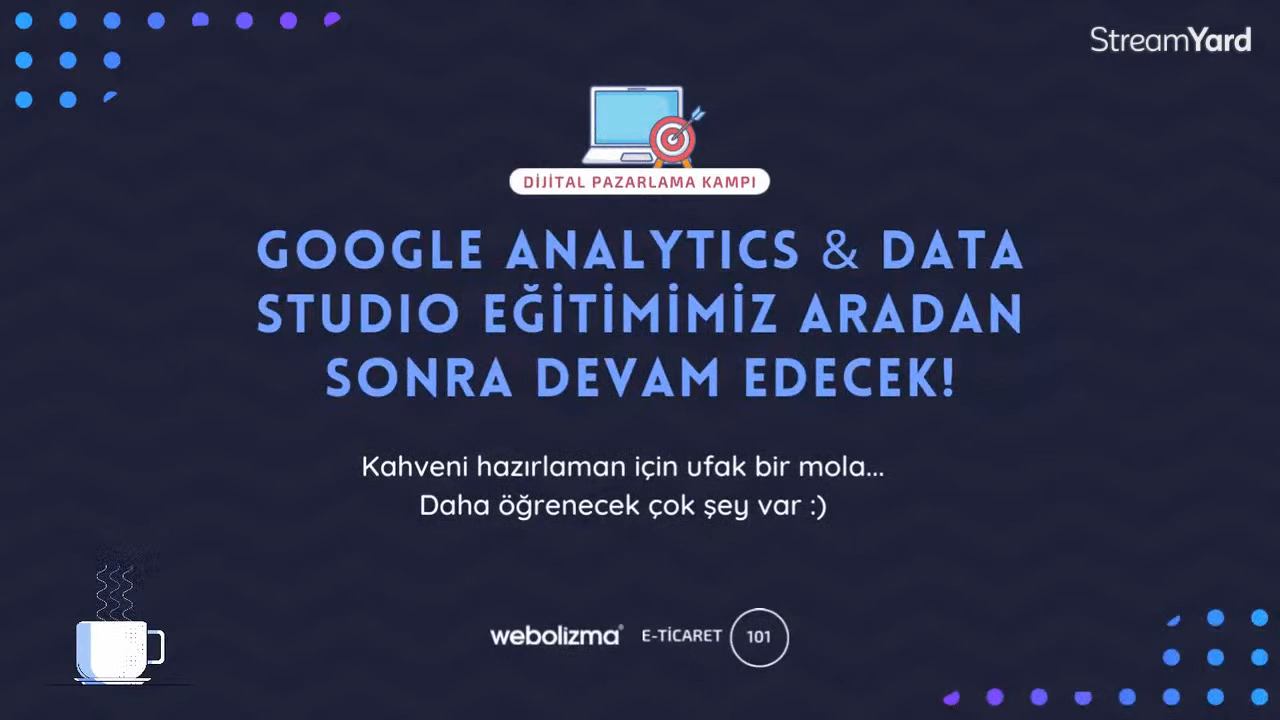 StreamYard
DİJİTAL PAZARLAMA KAMPI
GOOGLE ANALYTICS & DATA
STUDIO EĞİTİMİMİZ ARADAN
SONRA DEVAM EDECEK!
Kahveni hazırlaman için ufak bir mola...
Daha öğrenecek çok şey var :)
webolizma® E-TİCARET 101